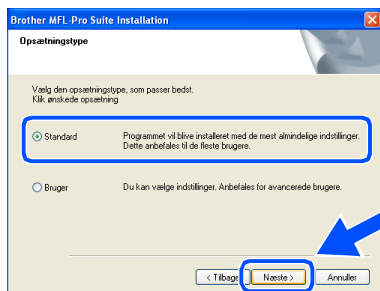 Brother MFL-Pro Suite Installation
Opsætningstype
Vælg den opsætningstype, som passer bedst.
Klik ønskede opsætning
Standard
Programmet vil blive installeret med de mest almindelige indstillinger.
Dette anbefales til de fleste brugere.
Bruger
Du kan vælge indstillinger. Anbefales for avancerede brugere.
< Tilbage
Næste >
Annuller